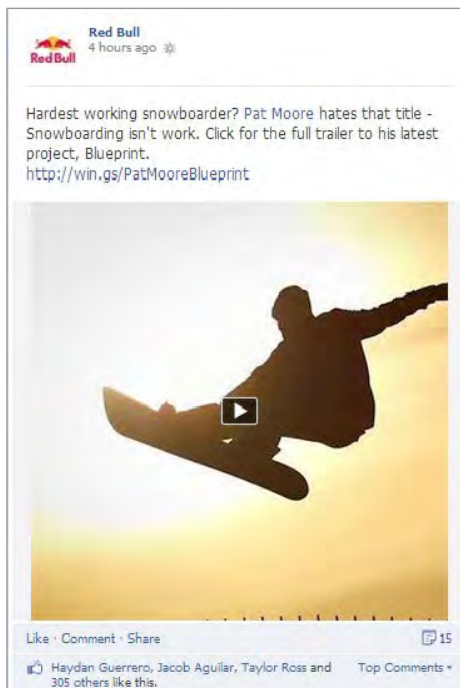 Red Bull
4 hours ago
Red Bull
Hardest working snowboarder? Pat Moore hates that title -
Snowboarding isn't work. Click for the full trailer to his latest
project, Blueprint.
http://win.gs/PatMooreBlueprint
Like · Comment · Share
15
Haydan Guerrero, Jacob Aguilar, Taylor Ross and
305 others like this.
Top Comments